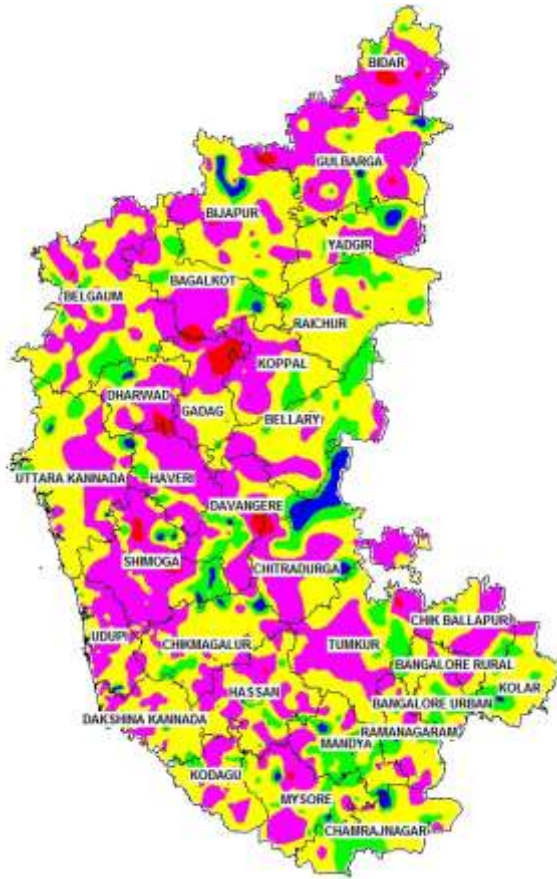 BIDAR
GULBARGA
BIJAPUR
YADGIR
BAGALKOT
BELGAUM
RAICHUR
KOPPAL
DHARWAD
GADAG
BELLARY
UTTARA KANNADA
HAVERI
DAVANGERE
SHIMOGA
CHITRADURGA
CHIK BALLAPUR
UDUPI
CHIKMAGALUR
TUMKUR
BANGALORE RURAL
KOLAR
HASSAN
BANGALORE URBAN
DAKSHINA KANNADA
RAMANAGARAM
MANDYA
KODAGU
MYSORE
CHAMRAJNAGAR